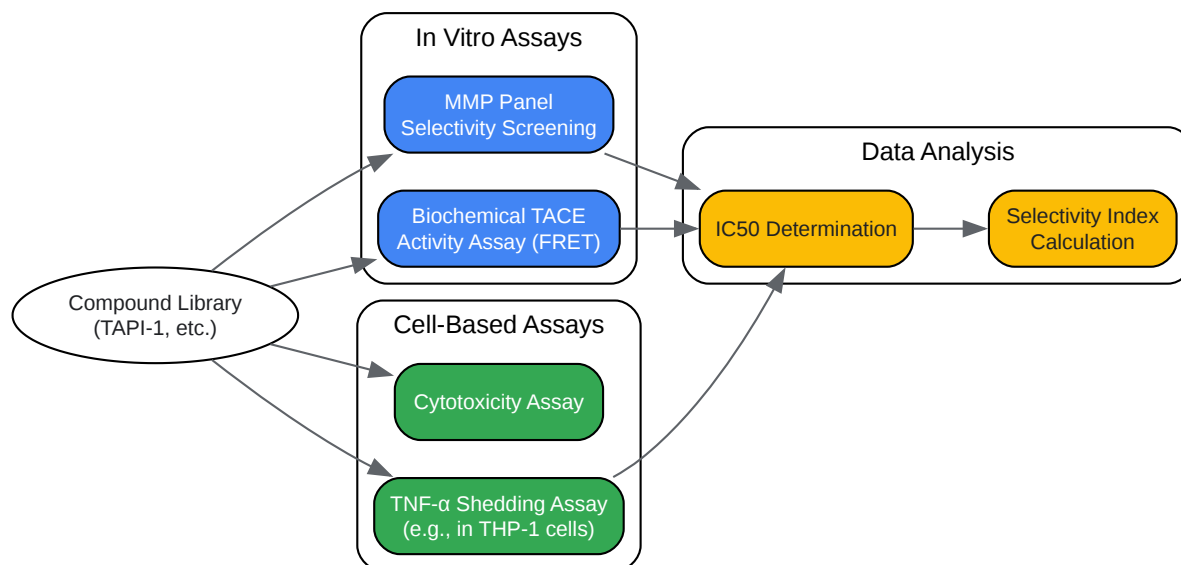 In Vitro Assays
MMP Panel
Selectivity Screening
Biochemical TACE
Activity Assay (FRET)
Data Analysis
IC50 Determination
Selectivity Index
Calculation
Compound Library
(TAPI-1, etc.)
Cell-Based Assays
Cytotoxicity Assay
TNF-α Shedding Assay
(e.g., in THP-1 cells)